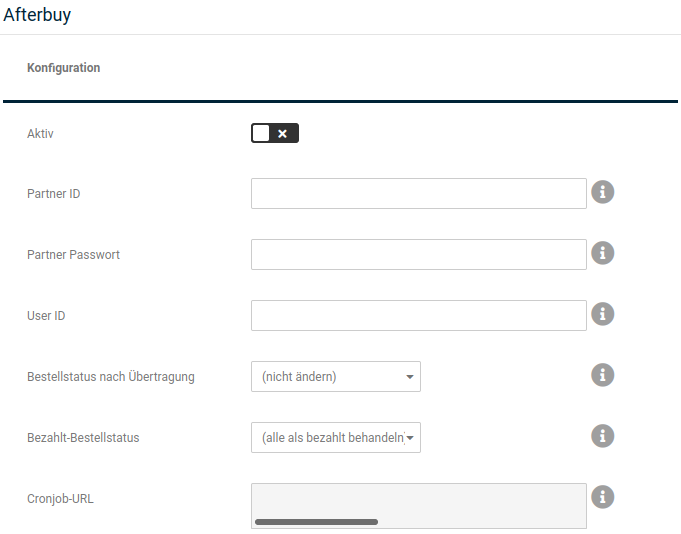 Afterbuy
Konfiguration
Aktiv
Partner ID
Partner Passwort
User ID
Bestellstatus nach Übertragung
(nicht ändern)
Bezahlt-Bestellstatus
(alle als bezahlt behandeln)
Cronjob-URL